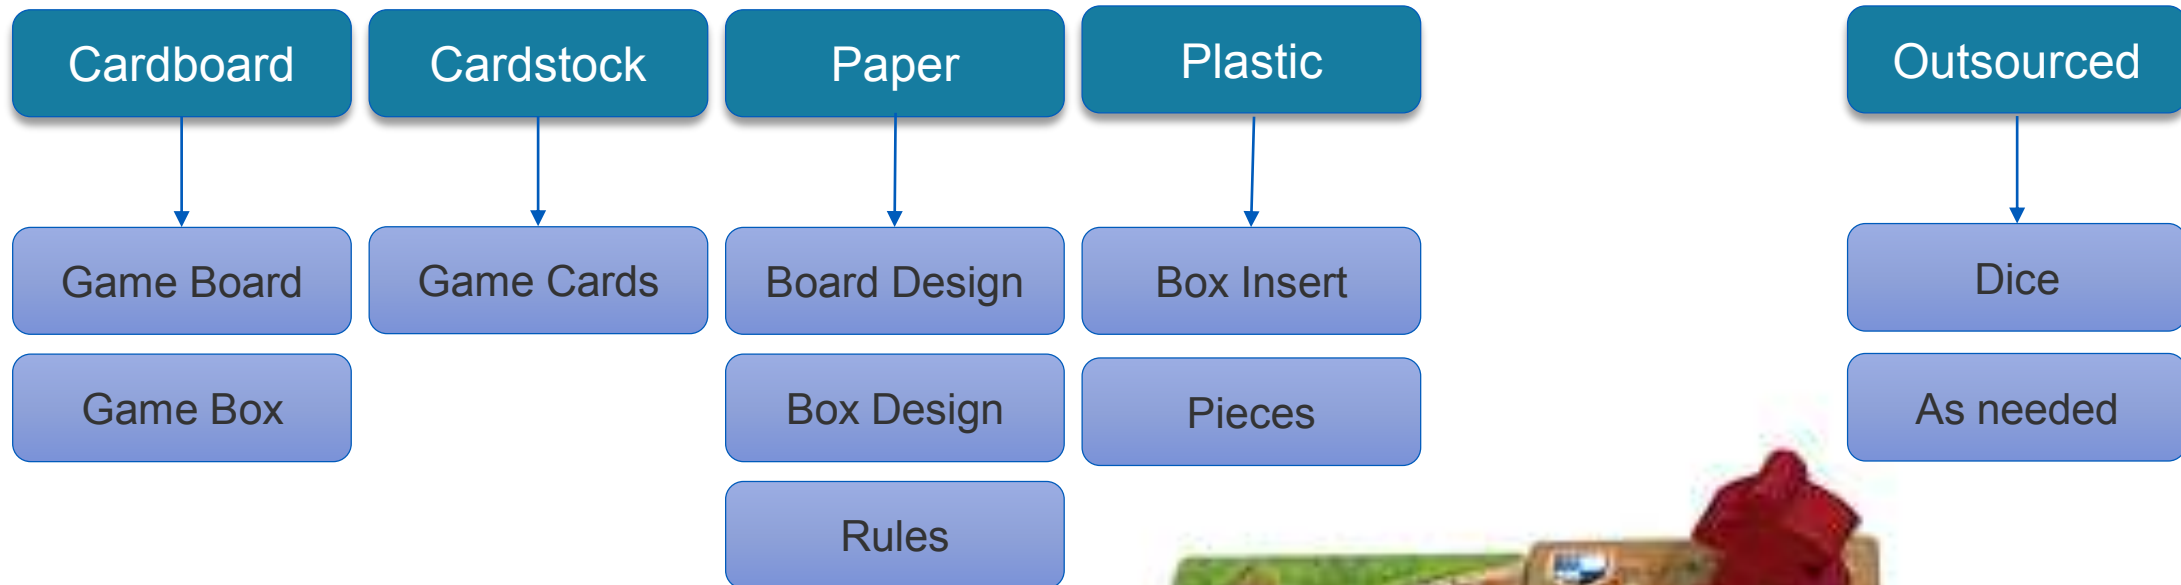 Cardboard
Cardstock
Paper
Plastic
Outsourced
Game Board
Game Cards
Board Design
Box Insert
Dice
Game Box
Box Design
Pieces
As needed
Rules